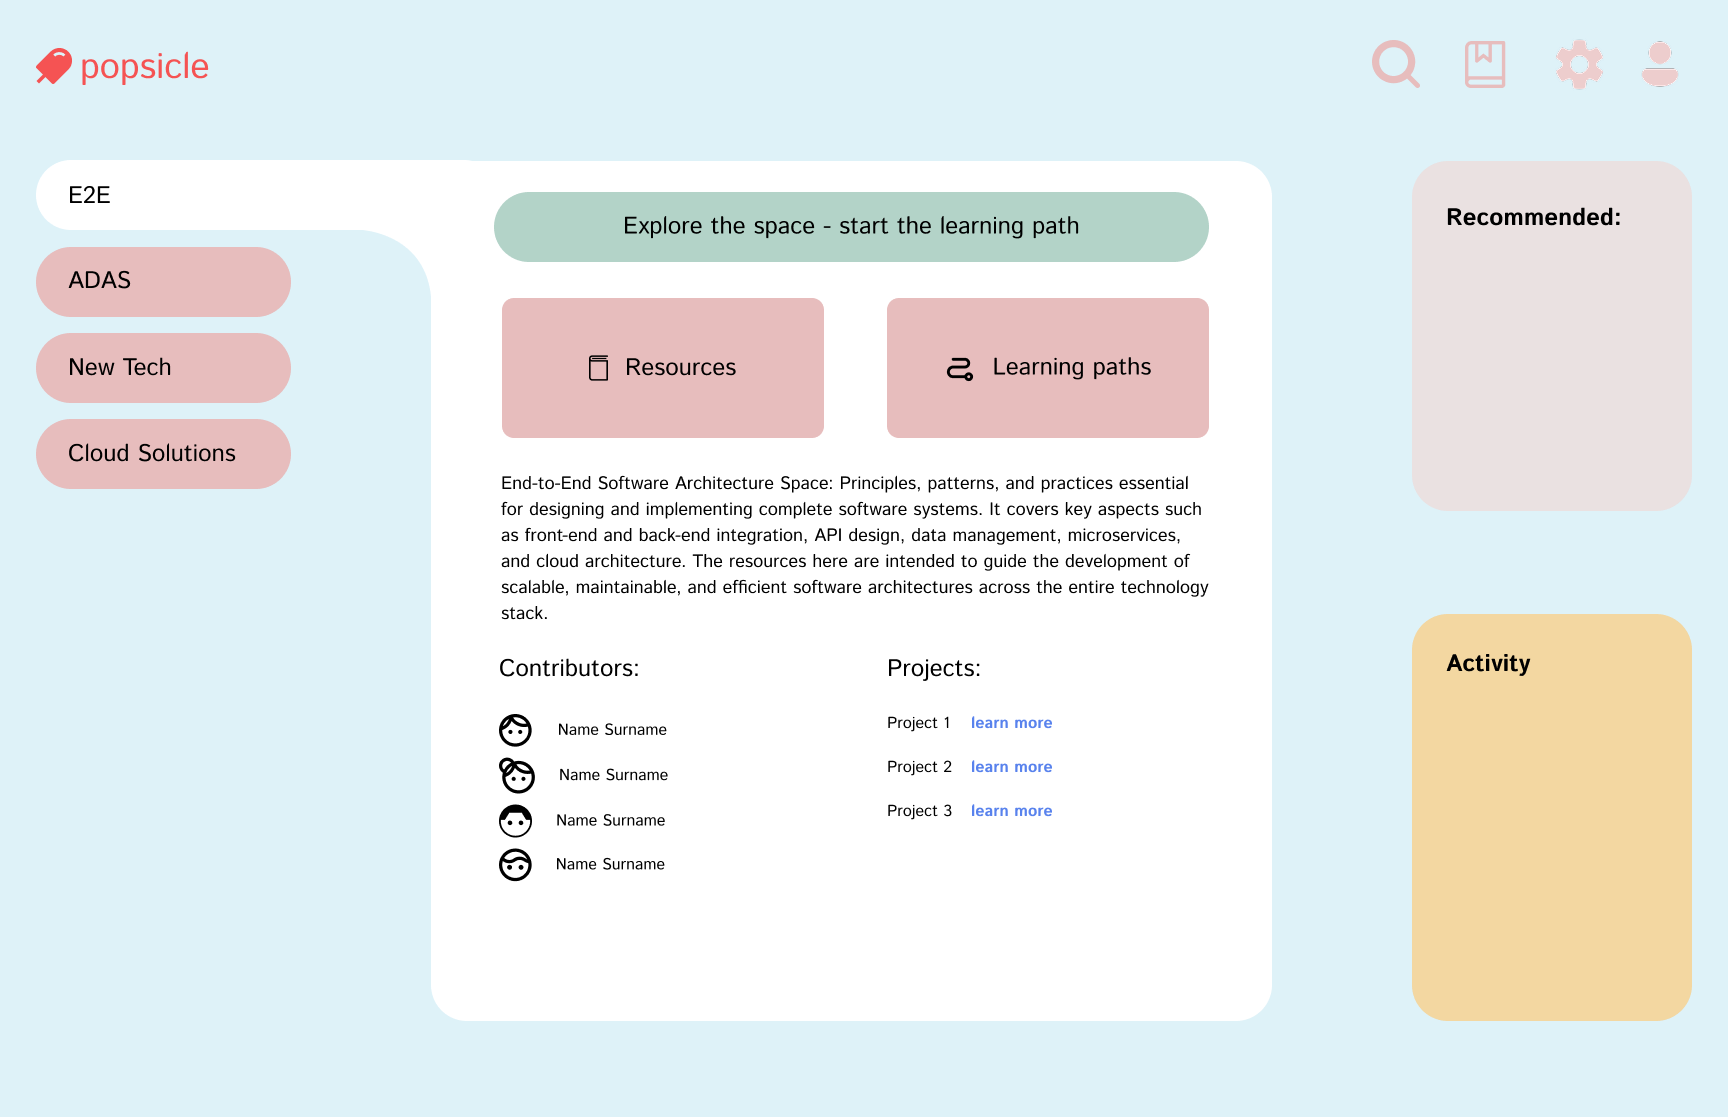 popsicle
E2E
ADAS
New Tech
Cloud Solutions
Explore the space - start the learning path
Resources
Learning paths
End-to-End Software Architecture Space: Principles, patterns, and practices essential
for designing and implementing complete software systems. It covers key aspects such
as front-end and back-end integration, API design, data management, microservices,
and cloud architecture. The resources here are intended to guide the development of
scalable, maintainable, and efficient software architectures across the entire technology
stack.
Contributors:
Name Surname
Name Surname
Name Surname
Name Surname
Projects:
Project 1 learn more
Project 2 learn more
Project 3 learn more
Recommended:
Activity